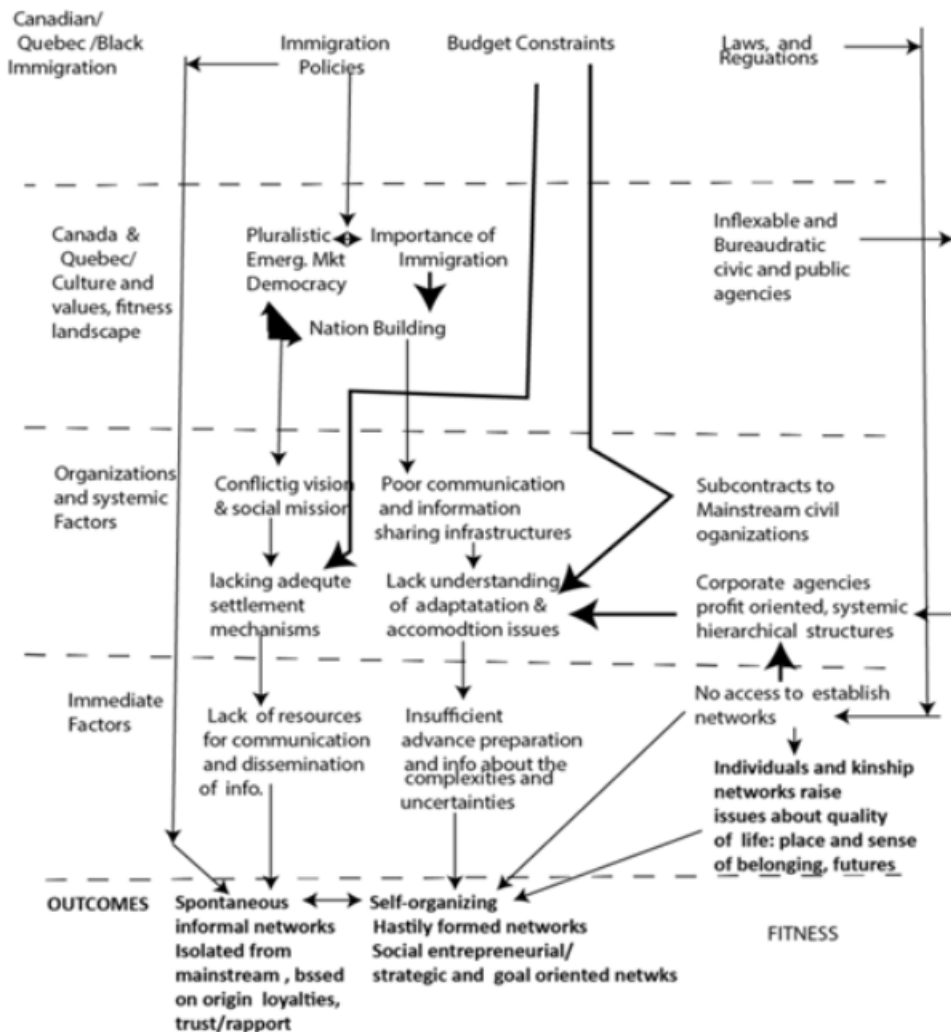 Canadian/
Quebec /Black
Immigration
Immigration
Policies
Budget Constraints
Laws, and
Reguations
Canada &
Quebec/
Culture and
values, fitness
landscape
Pluralistic
Emerg. Mkt
Democracy
Importance of
Immigration
Nation Building
Inflexable and
Bureaudratic
civic and public
agencies
Organizations
and systemic
Factors
Conflictig vision
& social mission
Poor communication
and information
sharing infrastructures
Subcontracts to
Mainstream civil
oganizations
lacking adequte
settlement
mechanisms
Lack understanding
of adaptatation &
accomodtion issues
Corporate agencies
profit oriented, systemic
hierarchical structures
Immediate
Factors
Lack of resources
for communication
and dissemination
of info.
Insufficient
advance preparation
and info about the
complexities and
uncertainties
No access to establish
networks
Individuals and kinship
networks raise
issues about quality
of life: place and sense
of belonging, futures
OUTCOMES
Spontaneous
informal networks
Isolated from
mainstream , bssed
on origin loyalties,
trust/rapport
Self-organizing
Hastily formed networks
Social entrepreneurial/
strategic and goal oriented netwks
FITNESS